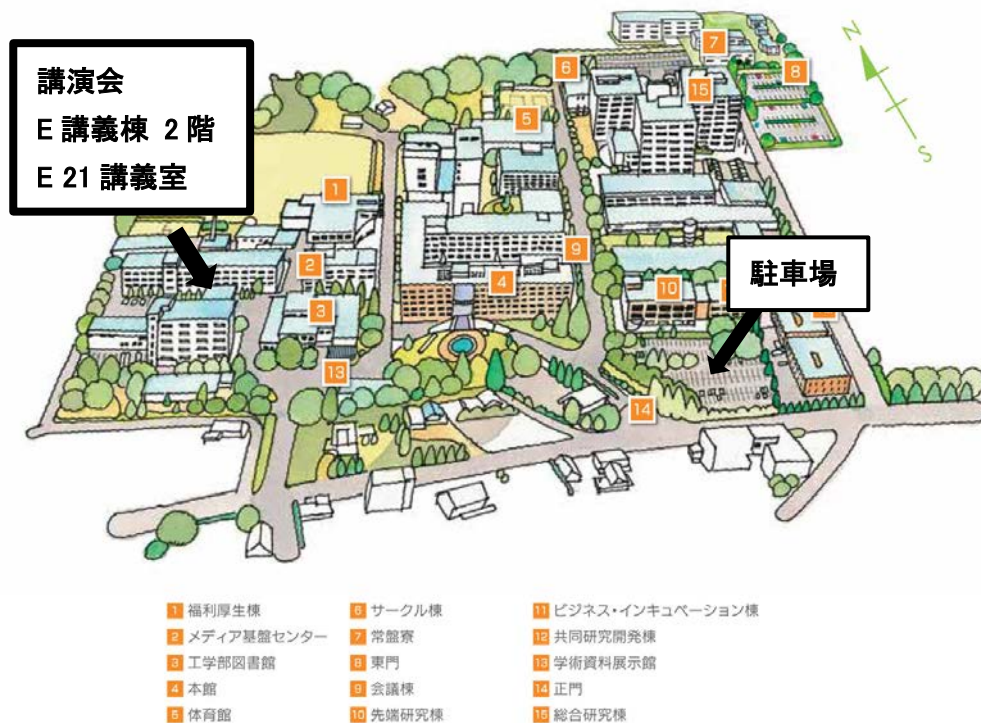 講演会
E 講義棟 2 階
E 21 講義室
駐車場
N
S
6
7
8
15
5
1
9
2
4
10
3
13
14
1 福利厚生棟
2 メディア基盤センター
3 工学部図書館
4 本館
5 体育館
6 サークル棟
7 常盤寮
8 東門
9 会議棟
10 先端研究棟
11 ビジネス・インキュベーション棟
12 共同研究開発棟
13 学術資料展示館
14 正門
15 総合研究棟